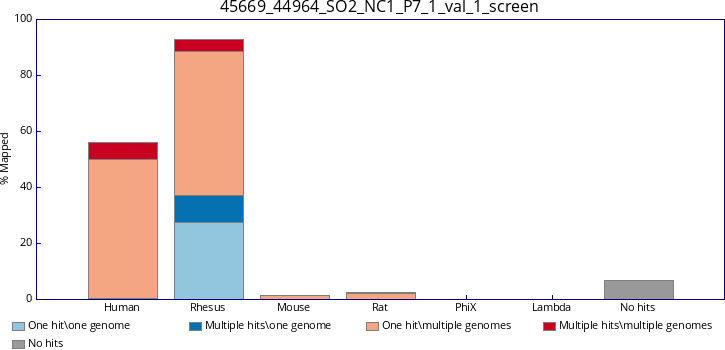 45669_44964_SO2_NC1_P7_1_val_1_screen
100
80
60
40
20
0
% Mapped
Human Rhesus Mouse Rat PhiX Lambda No hits
One hit\one genome Multiple hits\one genome One hit\multiple genomes Multiple hits\multiple genomes
No hits